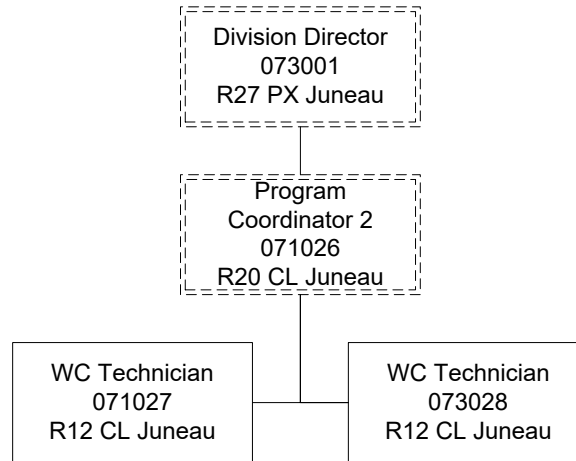 Division Director
073001
R27 PX Juneau
Program
Coordinator 2
071026
R20 CL Juneau
WC Technician
071027
R12 CL Juneau
WC Technician
073028
R12 CL Juneau